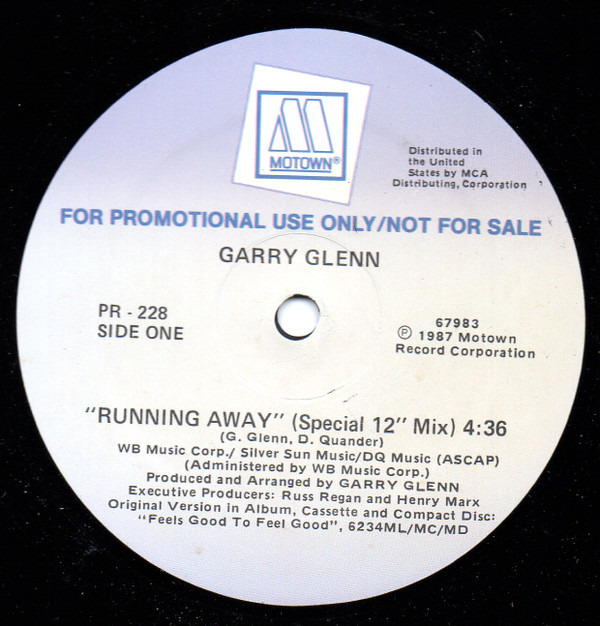 MOTOWN®
Distributed in
the United
States by MCA
Distributing, Corporation
FOR PROMOTIONAL USE ONLY/NOT FOR SALE
GARRY GLENN
PR - 228
SIDE ONE
67983
℗ 1987 Motown
Record Corporation
"RUNNING AWAY" (Special 12" Mix) 4:36
(G. Glenn, D. Quander)
WB Music Corp./ Silver Sun Music/DQ Music (ASCAP)
(Administered by WB Music Corp.)
Produced and Arranged by GARRY GLENN
Executive Producers: Russ Regan and Henry Marx
Original Version in Album, Cassette and Compact Disc:
"Feels Good To Feel Good", 6234ML/MC/MD